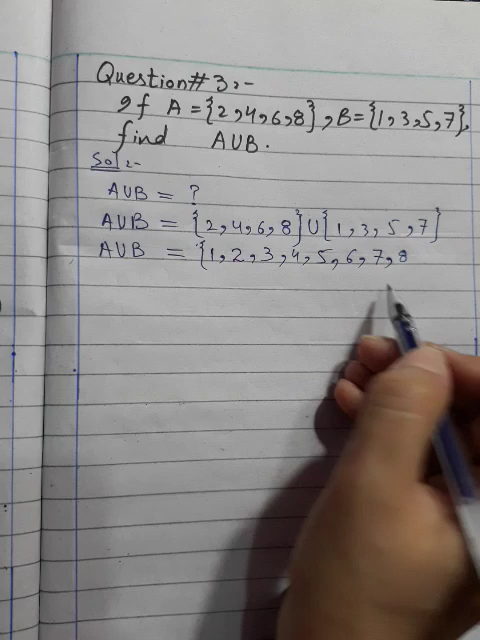 Question# 3:-
If A = {2,4,6,8}, B={1,3,5,7},
find AUB.
Sol:-
AUB = ?
AUB = {2,4,6,8}U{1,3,5,7}
AUB = {1,2,3,4,5,6,7,8